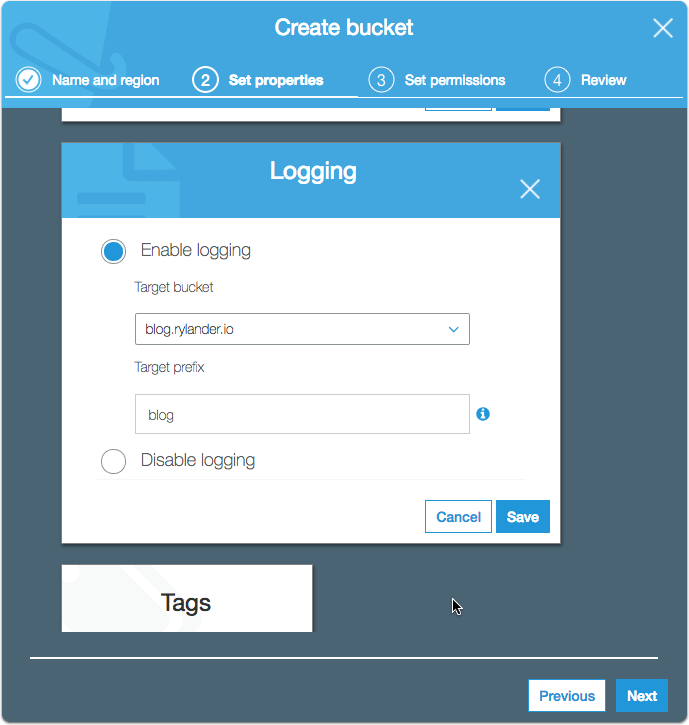 Create bucket
Name and region
2 Set properties
3 Set permissions
4 Review
Logging
Enable logging
Target bucket
blog.rylander.io
Target prefix
blog
Disable logging
Cancel Save
Tags
Previous Next